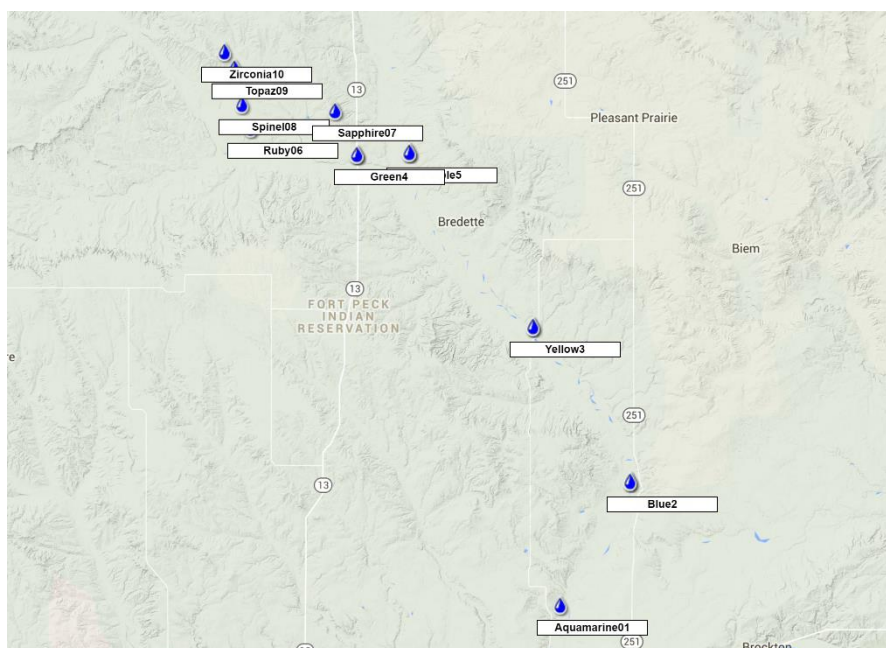 Zirconia10
Topaz09
13
251
Spinel08
Sapphire07
Pleasant Prairie
Ruby06
Green4
251
Bredette
Biem
13
FORT PECK
INDIAN
RESERVATION
Yellow3
251
13
Blue2
Aquamarine01
251